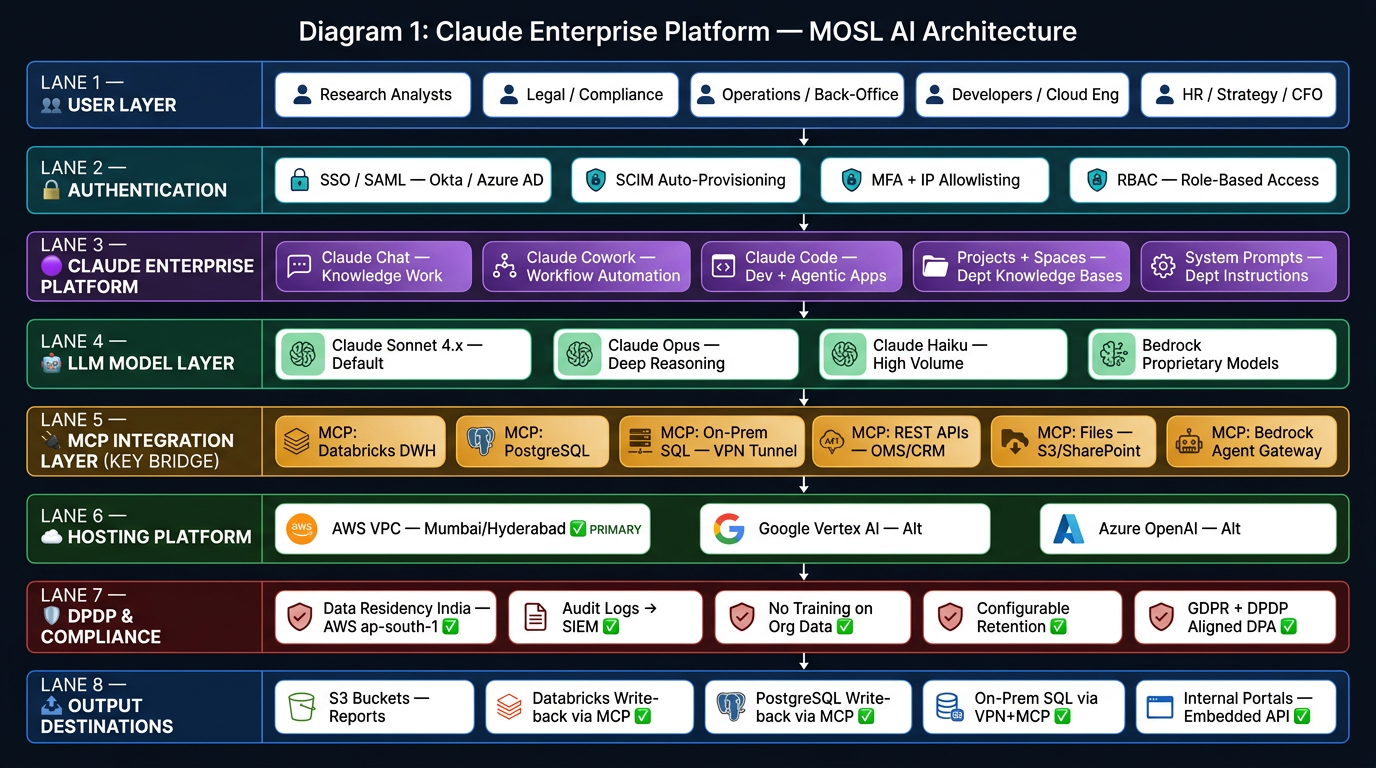 Diagram 1: Claude Enterprise Platform — MOSL AI Architecture
LANE 1 —
USER LAYER
Research Analysts
Legal / Compliance
Operations / Back-Office
Developers / Cloud Eng
HR / Strategy / CFO
LANE 2 —
AUTHENTICATION
SSO / SAML — Okta / Azure AD
SCIM Auto-Provisioning
MFA + IP Allowlisting
RBAC — Role-Based Access
LANE 3 —
CLAUDE ENTERPRISE
PLATFORM
Claude Chat —
Knowledge Work
Claude Cowork —
Workflow Automation
Claude Code —
Dev + Agentic Apps
Projects + Spaces —
Dept Knowledge Bases
System Prompts —
Dept Instructions
LANE 4 —
LLM MODEL LAYER
Claude Sonnet 4.x —
Default
Claude Opus —
Deep Reasoning
Claude Haiku —
High Volume
Bedrock
Proprietary Models
LANE 5 —
MCP INTEGRATION
LAYER (KEY BRIDGE)
MCP:
Databricks DWH
MCP:
PostgreSQL
MCP: On-Prem
SQL — VPN Tunnel
MCP: REST APIs
— OMS/CRM
MCP: Files —
S3/SharePoint
MCP: Bedrock
Agent Gateway
LANE 6 —
HOSTING PLATFORM
aws
AWS VPC — Mumbai/Hyderabad ✅ PRIMARY
Google Vertex AI — Alt
Azure OpenAI — Alt
LANE 7 —
DPDP &
COMPLIANCE
Data Residency India —
AWS ap-south-1 ✅
Audit Logs →
SIEM ✅
No Training on
Org Data ✅
Configurable
Retention ✅
GDPR + DPDP
Aligned DPA ✅
LANE 8 —
OUTPUT
DESTINATIONS
S3 Buckets —
Reports
Databricks Write-
back via MCP ✅
PostgreSQL Write-
back via MCP ✅
On-Prem SQL via
VPN+MCP ✅
Internal Portals —
Embedded API ✅